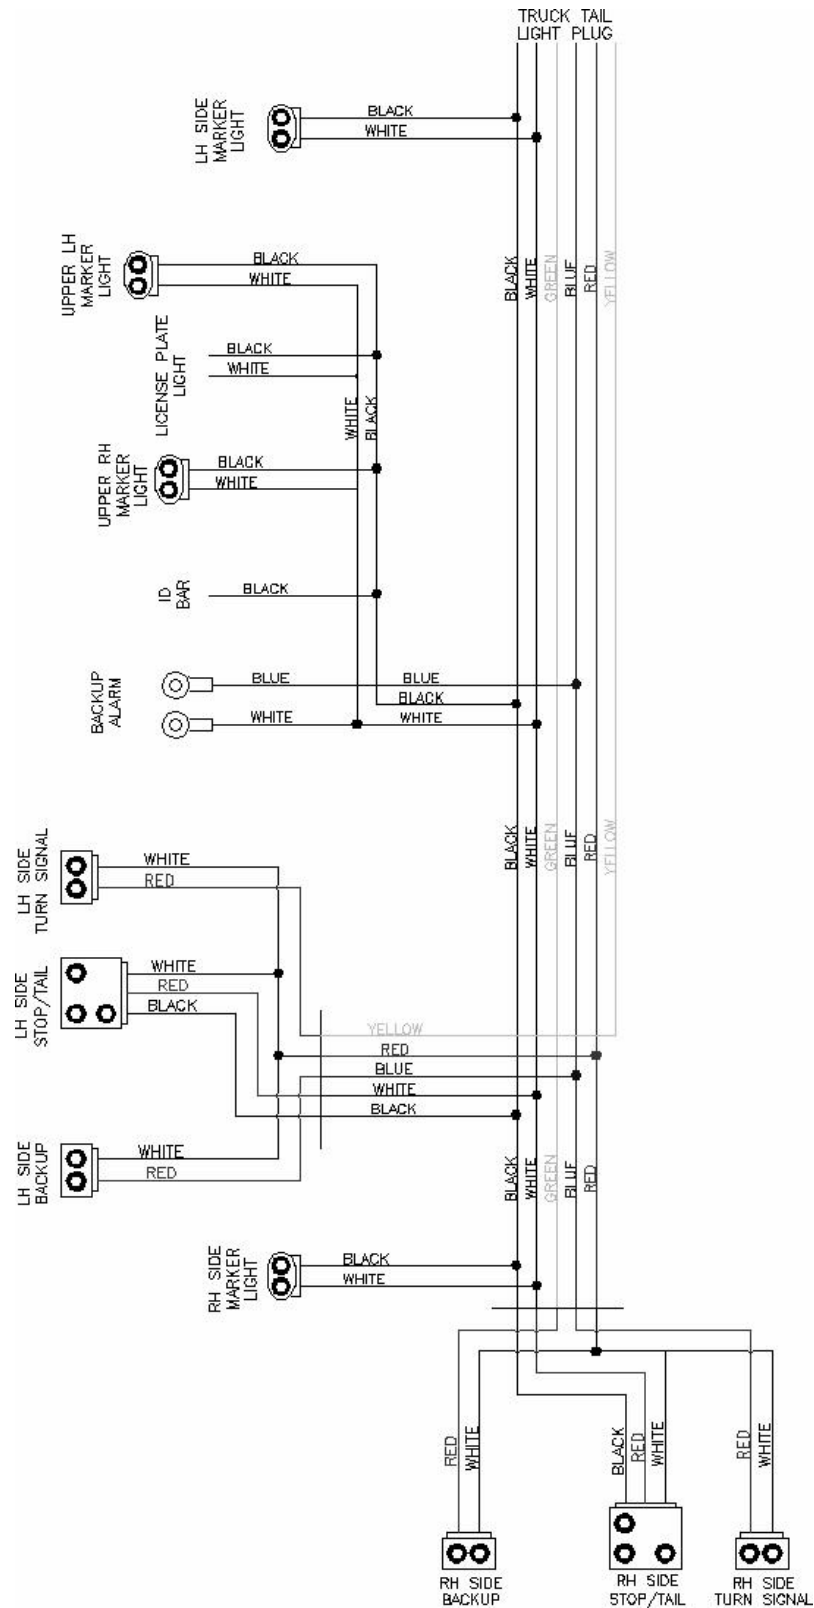 TRUCK TAIL
LIGHT PLUG
BLACK
WHITE
LH SIDE
MARKER
LIGHT
BLACK
WHITE
UPPER LH
MARKER
LIGHT
BLACK
WHITE
GREEN
BLUE
RED
YELLOW
BLACK
WHITE
LICENSE PLATE
LIGHT
WHITE
BLACK
BLACK
WHITE
UPPER RH
MARKER
LIGHT
BLACK
ID
BAR
BLUE
BLUE
BLACK
WHITE
WHITE
BACKUP
ALARM
BLACK
WHITE
GREEN
BLUE
RED
YELLOW
WHITE
RED
LH SIDE
TURN SIGNAL
WHITE
RED
BLACK
LH SIDE
STOP/TAIL
YELLOW
RED
BLUE
WHITE
BLACK
WHITE
RED
LH SIDE
BACKUP
BLACK
WHITE
GREEN
BLUE
RED
BLACK
WHITE
RH SIDE
MARKER
LIGHT
RED
WHITE
BLACK
RED
WHITE
RED
WHITE
RH SIDE
BACKUP
RH SIDE
STOP/TAIL
RH SIDE
TURN SIGNAL